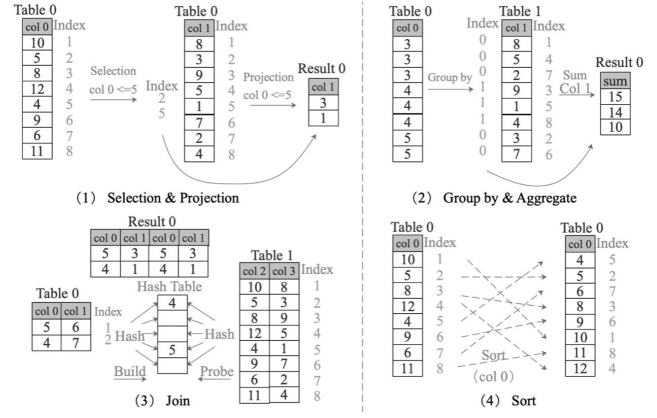 Table 0
col 0 Index
10 1
5 2
8 3
12 4
4 5
9 6
6 7
11 8
Selection
col 0 <=5
Index
2
5
Table 0
col 1 Index
8 1
3 2
9 3
5 4
1 5
7 6
2 7
4 8
Projection
col 0<=5
Result 0
col 1
3
1
(1) Selection & Projection
Table 0
col 0
3
3
3
4
4
4
5
5
Group by
Index
0
0
0
1
1
1
0
0
Table 1
col 1 Index
8 1
5 4
2 7
9 3
1 5
4 8
3 2
7 6
Sum
Col 1
Result 0
sum
15
14
10
(2) Group by & Aggregate
Result 0
col 0 col 1 col 0 col 1
5 3 5 3
4 1 4 1
Table 0
col 0 col 1 Index
5 6 1
4 7 2
Hash Table
4
5
Hash
Hash
Build
Probe
Table 1
col 2 col 3 Index
10 8 1
5 3 2
8 9 3
12 5 4
4 1 5
9 7 6
6 2 7
11 4 8
(3) Join
Table 0
col 0 Index
10 1
5 2
8 3
12 4
4 5
9 6
6 7
11 8
Sort
(col 0)
Table 0
col 0 Index
4 5
5 2
6 7
8 3
9 6
10 1
11 8
12 4
(4) Sort